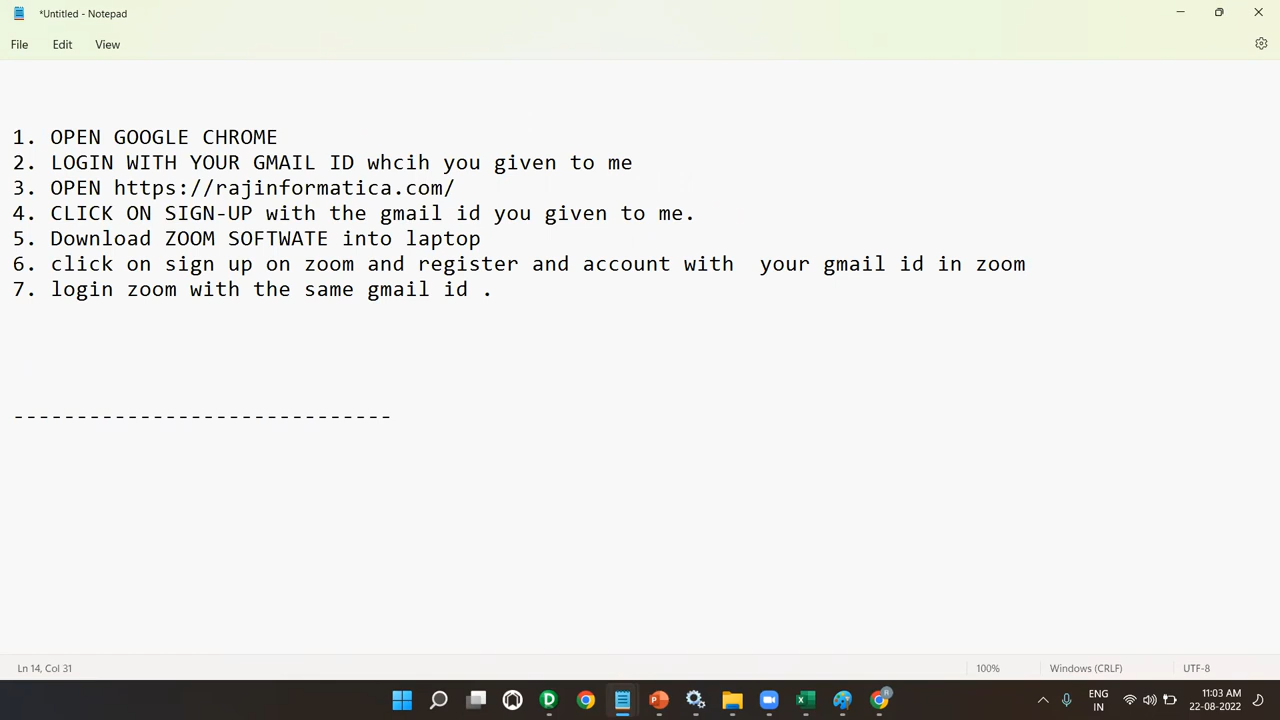 *Untitled - Notepad
File Edit View
1. OPEN GOOGLE CHROME
2. LOGIN WITH YOUR GMAIL ID whcih you given to me
3. OPEN https://rajinformatica.com/
4. CLICK ON SIGN-UP with the gmail id you given to me.
5. Download ZOOM SOFTWATE into laptop
6. click on sign up on zoom and register and account with  your gmail id in zoom
7. login zoom with the same gmail id .
------------------------------
Ln 14, Col 31 100% Windows (CRLF) UTF-8
ENG 11:03 AM
IN 22-08-2022